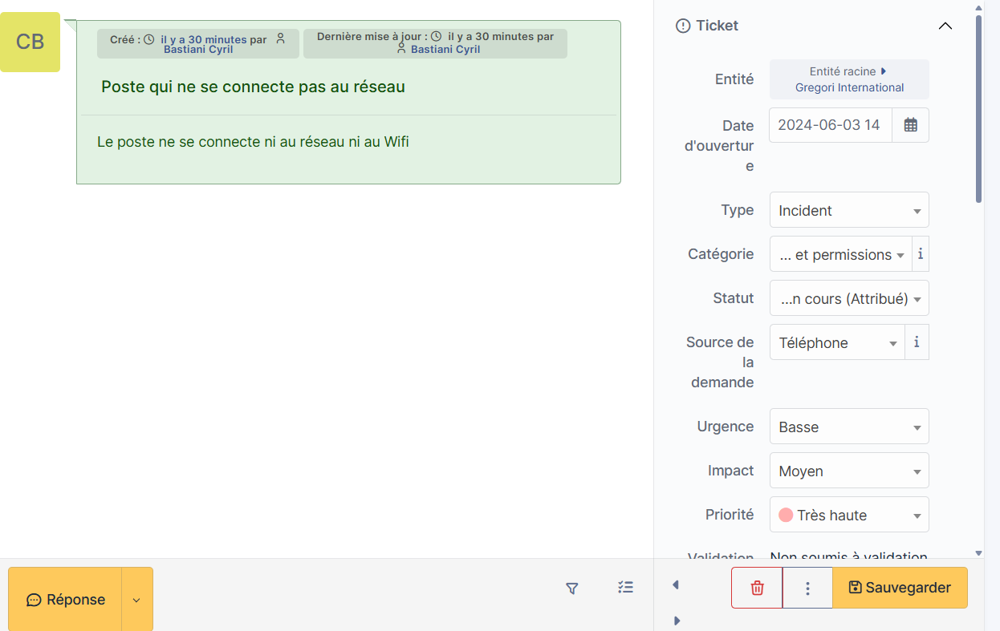 CB
Créé : il y a 30 minutes par
Bastiani Cyril
Dernière mise à jour : il y a 30 minutes par
Bastiani Cyril
Poste qui ne se connecte pas au réseau
Le poste ne se connecte ni au réseau ni au Wifi
Ticket
Entité
Entité racine
Gregori International
Date
d'ouvertur
e
2024-06-03 14
Type
Incident
Catégorie
... et permissions
i
Statut
...n cours (Attribué)
Source de
la
demande
Téléphone
i
Urgence
Basse
Impact
Moyen
Priorité
Très haute
Validation
Non soumis à validation
Réponse
Sauvegarder